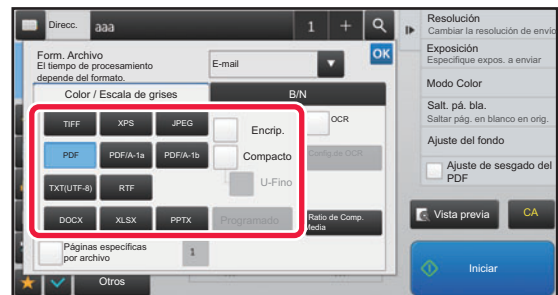 Direcc.
aaa
1
+
Form. Archivo
El tiempo de procesamiento
depende del formato.
E-mail
OK
Color / Escala de grises
B/N
TIFF
XPS
JPEG
Encrip.
OCR
PDF
PDF/A-1a
PDF/A-1b
Compacto
Config.de OCR
TXT(UTF-8)
RTF
U-Fino
DOCX
XLSX
PPTX
Programado
Ratio de Comp.
Media
Páginas específicas
por archivo
1
Otros
Resolución
Cambiar la resolución de envío
Exposición
Especifique expos. a enviar
Modo Color
Salt. pá. bla.
Saltar pág. en blanco en orig.
Ajuste del fondo
Ajuste de sesgado del
PDF
Vista previa
CA
Iniciar